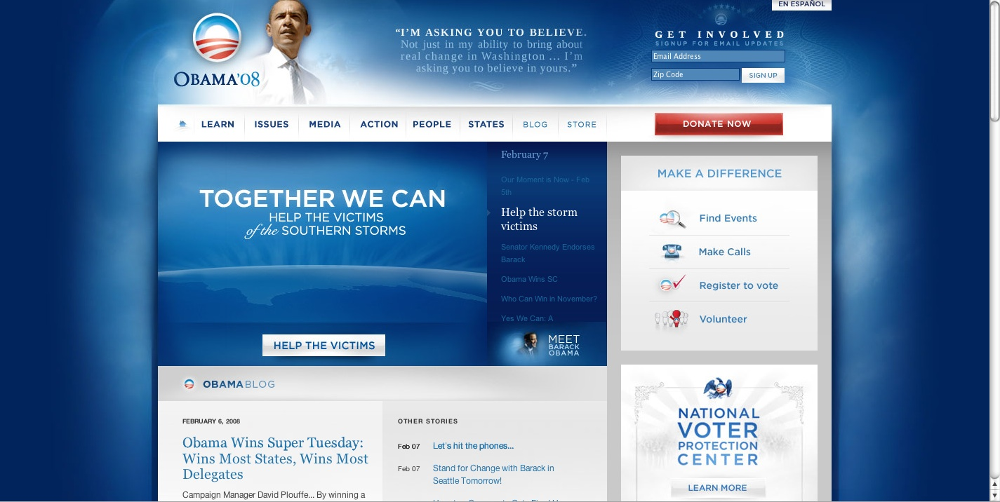 EN ESPAÑOL
OBAMA'08
“I'M ASKING YOU TO BELIEVE.
Not just in my ability to bring about
real change in Washington ... I'm
asking you to believe in yours.”
GET INVOLVED
SIGNUP FOR EMAIL UPDATES
Email Address
Zip Code
SIGN UP
LEARN ISSUES MEDIA ACTION PEOPLE STATES BLOG STORE
DONATE NOW
TOGETHER WE CAN
HELP THE VICTIMS
of the SOUTHERN STORMS
HELP THE VICTIMS
February 7
Our Moment is Now - Feb
5th
Help the storm
victims
Senator Kennedy Endorses
Barack
Obama Wins SC
Who Can Win in November?
Yes We Can: A
MEET
BARACK
OBAMA
MAKE A DIFFERENCE
Find Events
Make Calls
Register to vote
Volunteer
NATIONAL
VOTER
PROTECTION
CENTER
LEARN MORE
OBAMA BLOG
FEBRUARY 6, 2008
Obama Wins Super Tuesday:
Wins Most States, Wins Most
Delegates
Campaign Manager David Plouffe... By winning a
OTHER STORIES
Feb 07 Let's hit the phones...
Feb 07 Stand for Change with Barack in
Seattle Tomorrow!